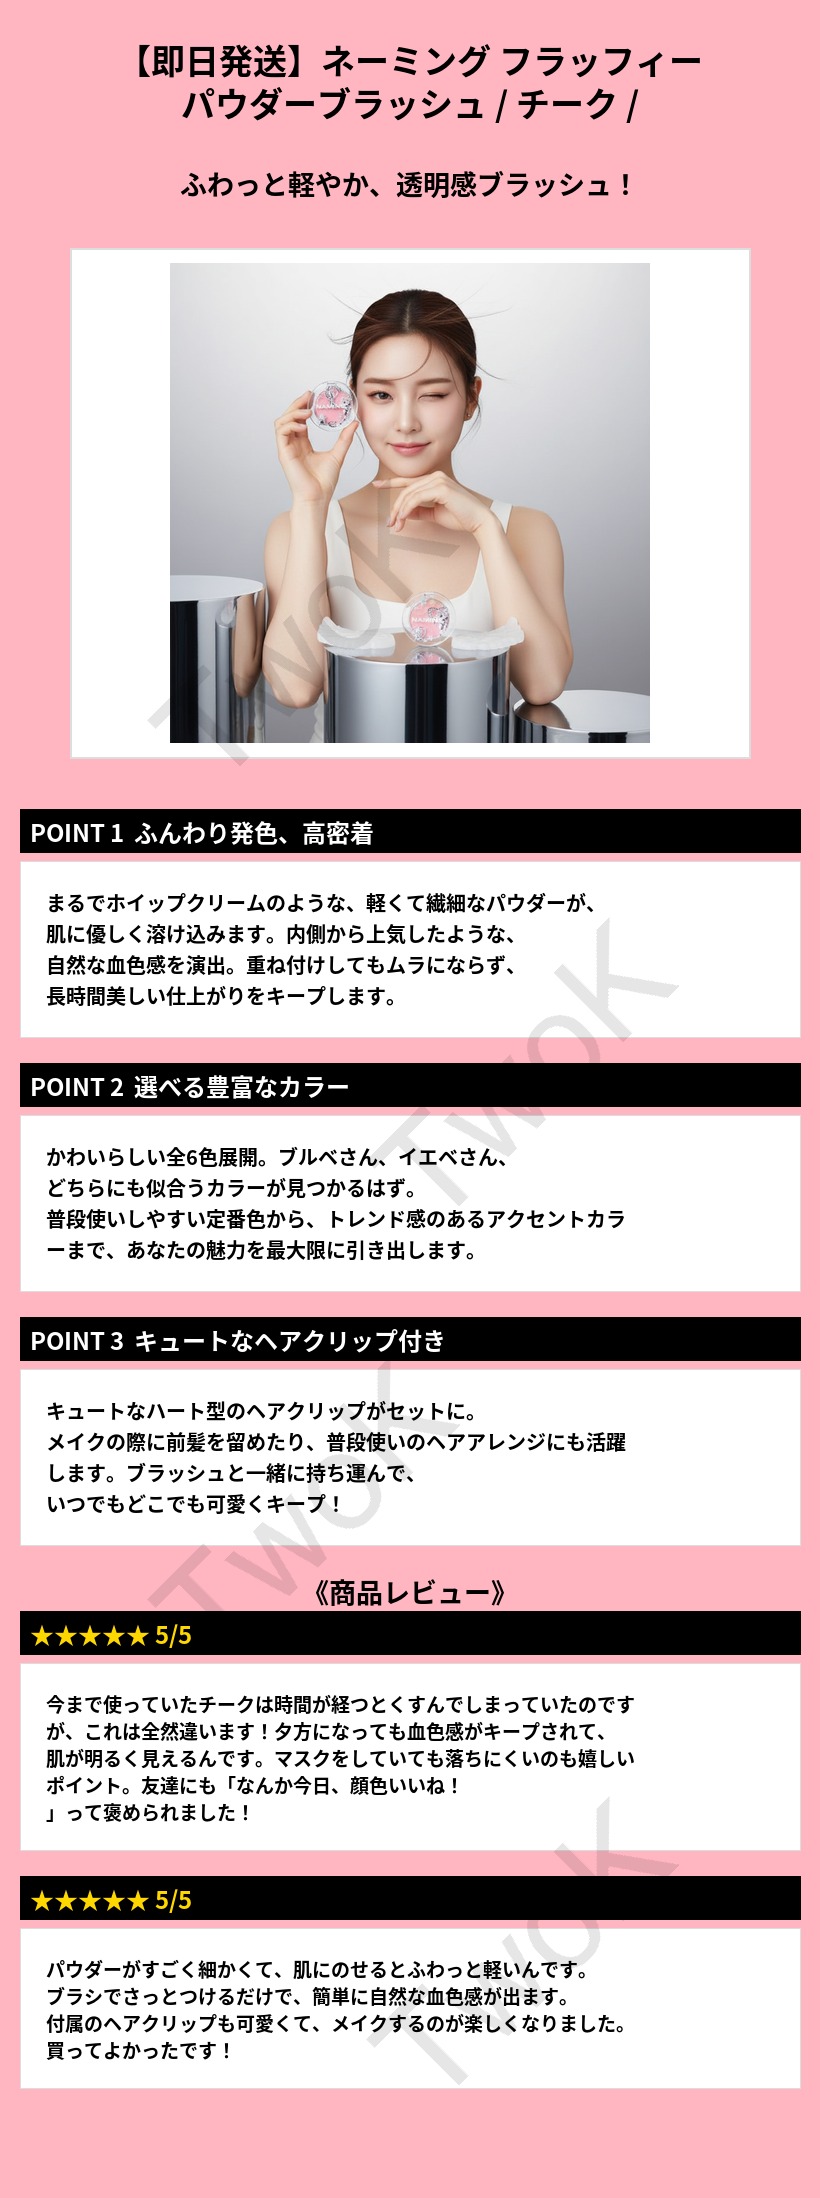 【即日発送】ネーミング フラッフィー
パウダーブラッシュ / チーク /
ふわっと軽やか、透明感ブラッシュ！
NAMING
NAMING
TwoK
POINT 1 ふんわり発色、高密着
まるでホイップクリームのような、軽くて繊細なパウダーが、
肌に優しく溶け込みます。内側から上気したような、
自然な血色感を演出。重ね付けしてもムラにならず、
長時間美しい仕上がりをキープします。
TwoK
POINT 2 選べる豊富なカラー
かわいらしい全6色展開。ブルベさん、イエベさん、
どちらにも似合うカラーが見つかるはず。
普段使いしやすい定番色から、トレンド感のあるアクセントカラ
ーまで、あなたの魅力を最大限に引き出します。
POINT 3 キュートなヘアクリップ付き
キュートなハート型のヘアクリップがセットに。
メイクの際に前髪を留めたり、普段使いのヘアアレンジにも活躍
します。ブラッシュと一緒に持ち運んで、
いつでもどこでも可愛くキープ！
TwoK
《商品レビュー》
★★★★★ 5/5
今まで使っていたチークは時間が経つとくすんでしまっていたのです
が、これは全然違います！夕方になっても血色感がキープされて、
肌が明るく見えるんです。マスクをしていても落ちにくいのも嬉しい
ポイント。友達にも「なんか今日、顔色いいね！
」って褒められました！
★★★★★ 5/5
パウダーがすごく細かくて、肌にのせるとふわっと軽いんです。
ブラシでさっとつけるだけで、簡単に自然な血色感が出ます。
付属のヘアクリップも可愛くて、メイクするのが楽しくなりました。
買ってよかったです！
TwoK